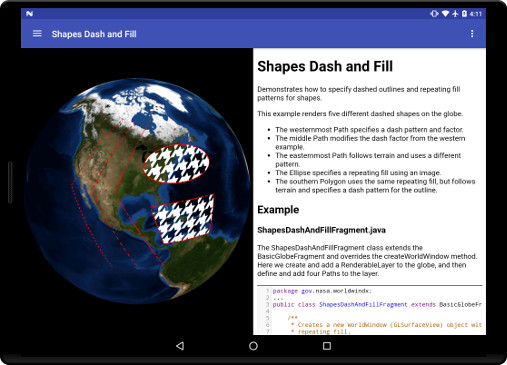 4:11
Shapes Dash and Fill
Shapes Dash and Fill
Demonstrates how to specify dashed outlines and repeating fill
patterns for shapes.
This example renders five different dashed shapes on the globe.
• The westernmost Path specifies a dash pattern and factor.
• The middle Path modifies the dash factor from the western
example.
• The easternmost Path follows terrain and uses a different
pattern.
• The Ellipse specifies a repeating fill using an image.
• The southern Polygon uses the same repeating fill, but follows
terrain and specifies a dash pattern for the outline.
Example
ShapesDashAndFillFragment.java
The ShapesDashAndFillFragment class extends the
BasicGlobeFragment and overrides the createWorldWindow method.
Here we create and add a RenderableLayer to the globe, and then
define and add four Paths to the layer.
1 package gov.nasa.worldwindx;
2 ...
3 public class ShapesDashAndFillFragment extends BasicGlobeFr
4
5 /**
6 * Creates a new WorldWindow (GLSurfaceView) object wit
7 * repeating fill.